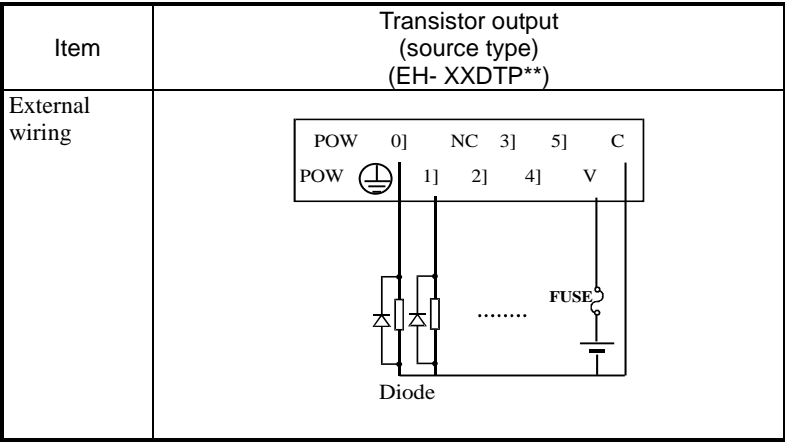 Item
Transistor output
(source type)
(EH- XXDTP**)
External
wiring
POW 0] NC 3] 5] C
POW 1] 2] 4] V
FUSE
........
Diode